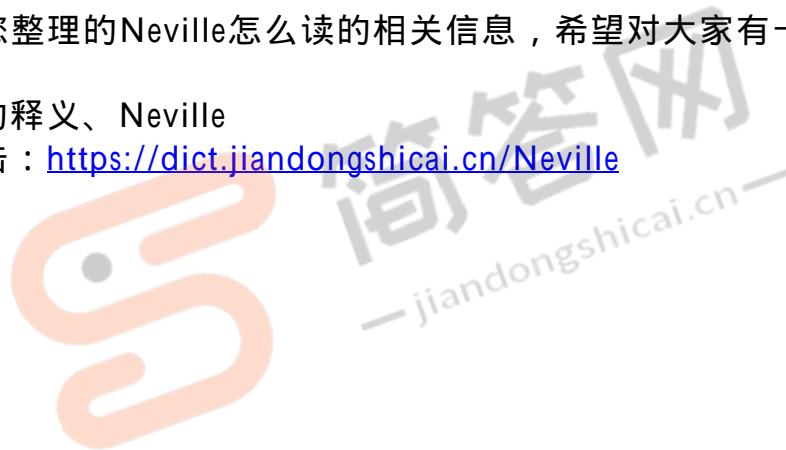 您整理的Neville怎么读的相关信息，希望对大家有一
的释义、Neville
击：https://dict.jiandongshicai.cn/Neville
简答网
— jiandongshicai.cn —